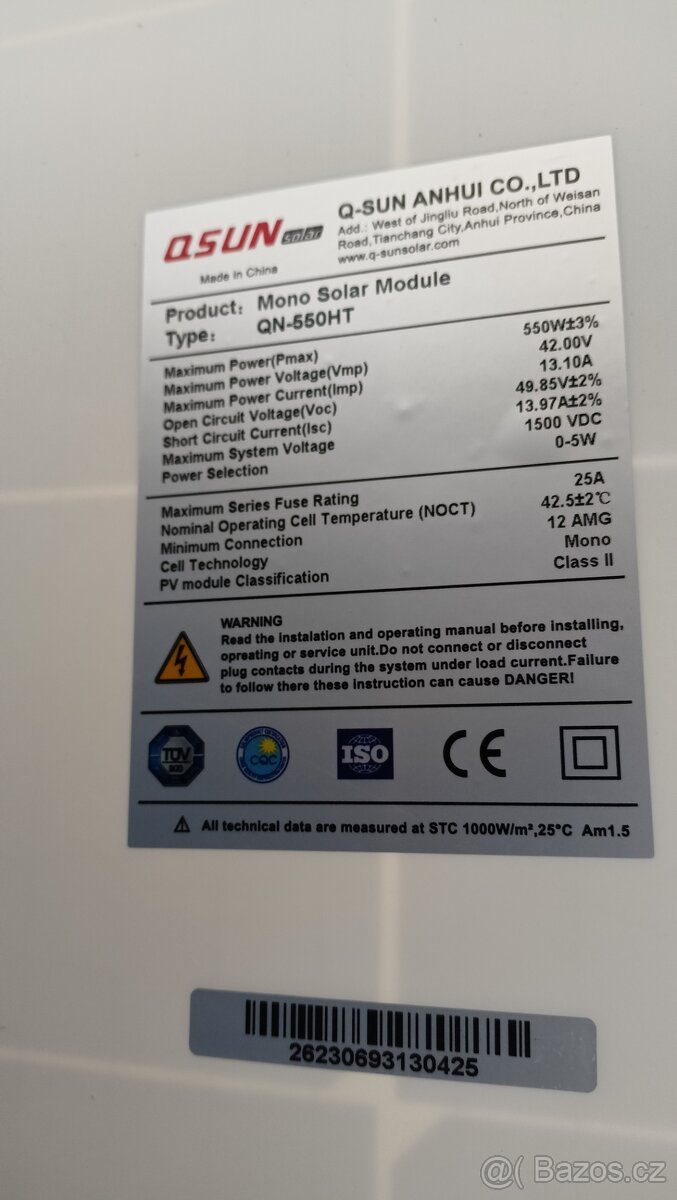 QSUN solar
Made in China
Q-SUN ANHUI CO.,LTD
Add.: West of Jingliu Road,North of Weisan
Road,Tianchang City,Anhui Province,China
www.q-sunsolar.com
Product: Mono Solar Module
Type: QN-550HT
Maximum Power(Pmax) 550W±3%
Maximum Power Voltage(Vmp) 42.00V
Maximum Power Current(Imp) 13.10A
Open Circuit Voltage(Voc) 49.85V±2%
Short Circuit Current(Isc) 13.97A±2%
Maximum System Voltage 1500 VDC
Power Selection 0-5W
Maximum Series Fuse Rating 25A
Nominal Operating Cell Temperature (NOCT) 42.5±2℃
Minimum Connection 12 AMG
Cell Technology Mono
PV module Classification Class II
WARNING
Read the instalation and operating manual before installing,
opreating or service unit.Do not connect or disconnect
plug contacts during the system under load current.Failure
to follow there these instruction can cause DANGER!
TÜV
CQC
ISO
CE
All technical data are measured at STC 1000W/m²,25°C Am1.5
26230693130425
@( Bazos.cz